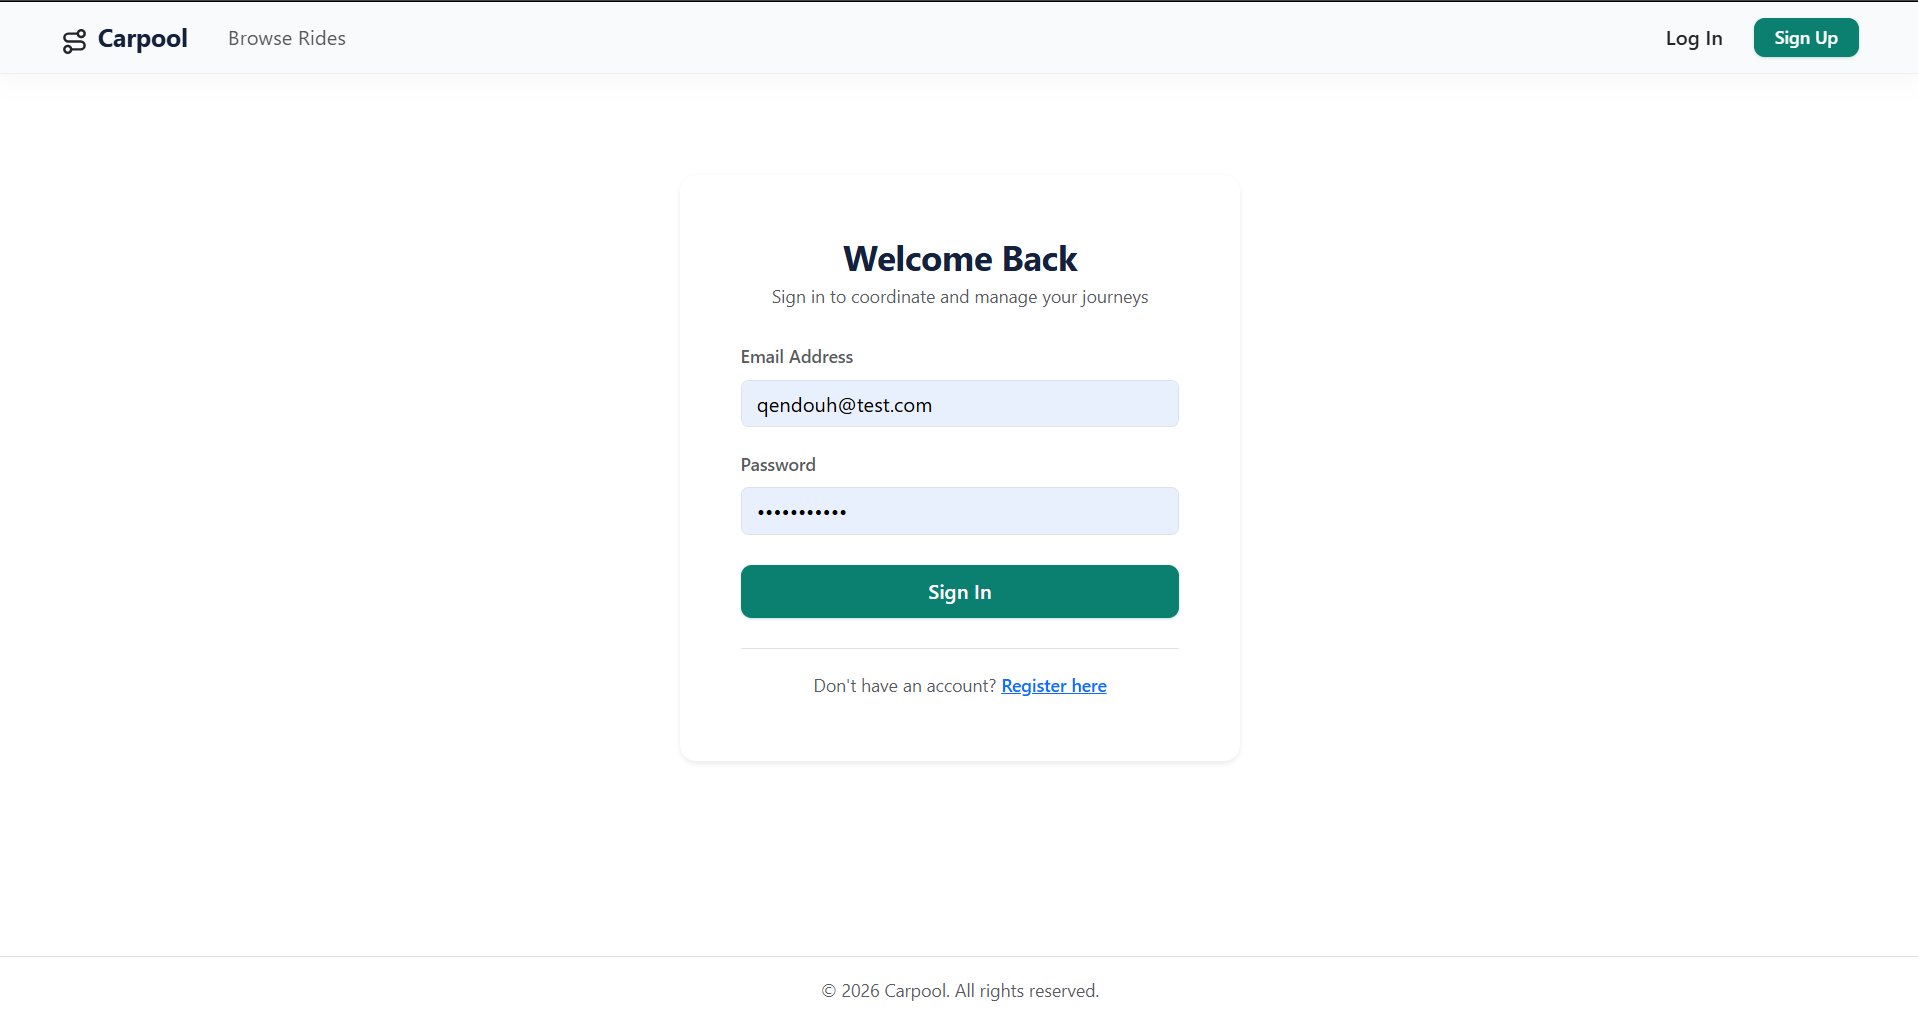 Carpool Browse Rides Log In Sign Up
Welcome Back
Sign in to coordinate and manage your journeys
Email Address
qendouh@test.com
Password
•••••••••••
Sign In
Don't have an account? Register here
© 2026 Carpool. All rights reserved.